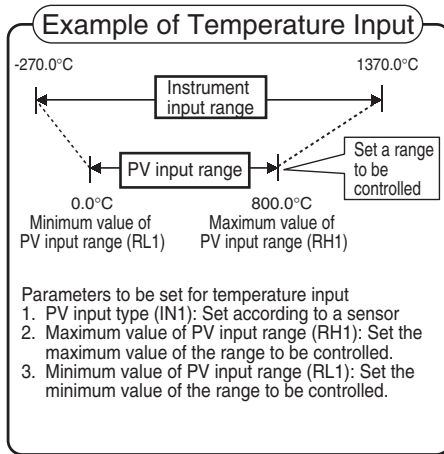 Example of Temperature Input
-270.0°C
1370.0°C
Instrument
input range
PV input range
Set a range
to be
controlled
0.0°C
Minimum value of
PV input range (RL1)
800.0°C
Maximum value of
PV input range (RH1)
Parameters to be set for temperature input
1. PV input type (IN1): Set according to a sensor
2. Maximum value of PV input range (RH1): Set the
maximum value of the range to be controlled.
3. Minimum value of PV input range (RL1): Set the
minimum value of the range to be controlled.